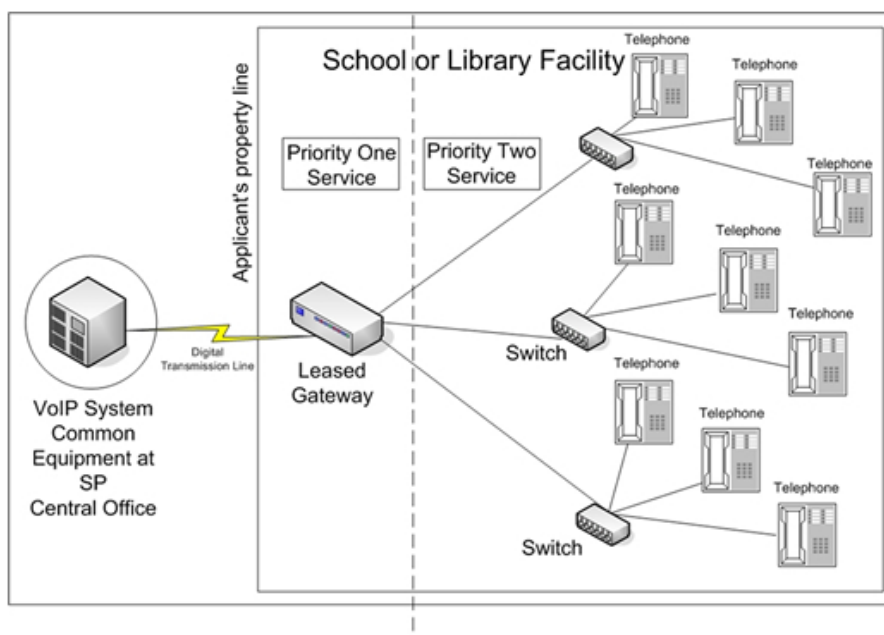 School or Library Facility
Applicant's property line
Priority One
Service
Priority Two
Service
Telephone
Telephone
Telephone
Telephone
Telephone
Telephone
Telephone
Telephone
Telephone
Switch
Switch
Digital
Transmission Line
Leased
Gateway
VoIP System
Common
Equipment at
SP
Central Office